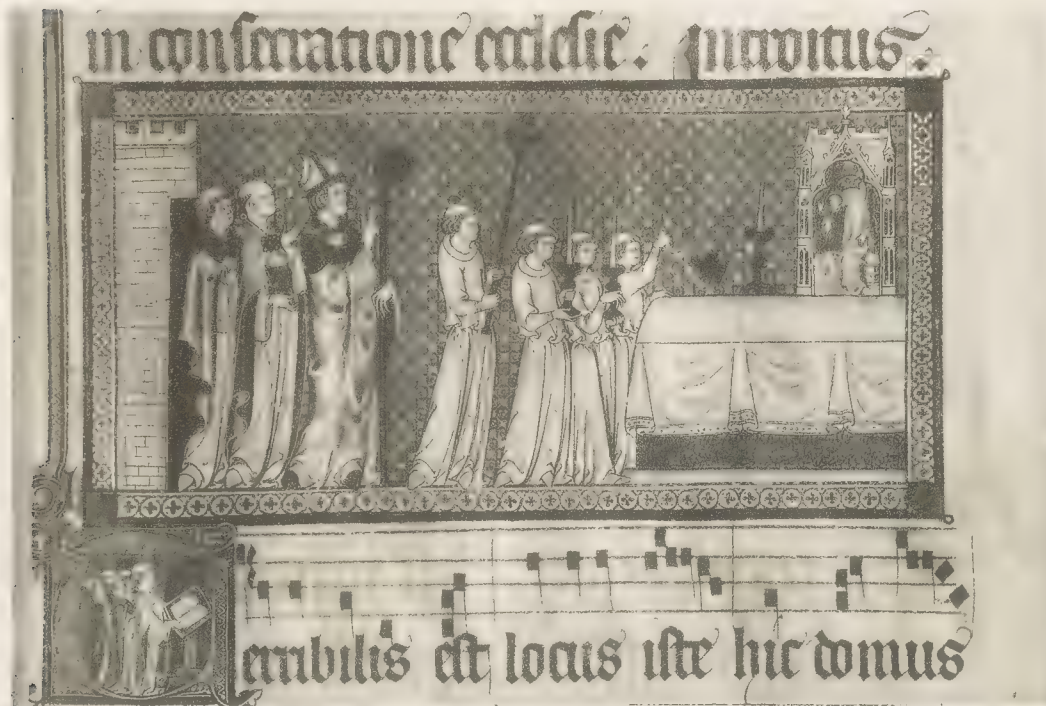 in consecratione ecclesie. Introitus
Terribilis est locus iste hic domus